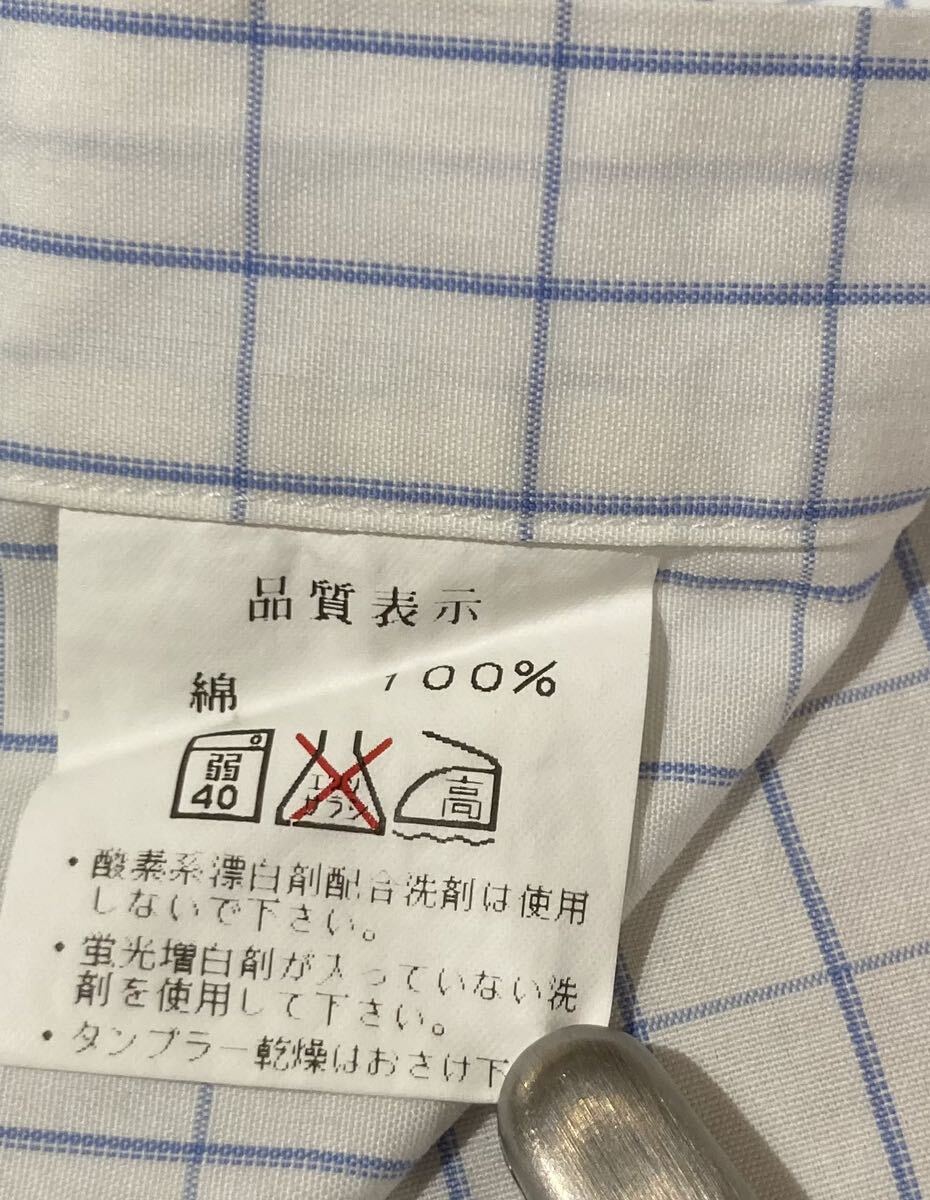 品質表示
綿 100%
弱
40
エンソ
サラシ
高
・酸素系漂白剤配合洗剤は使用
しないで下さい。
・蛍光増白剤が入っていない洗
剤を使用して下さい。
・タンブラー乾燥はおさけ下